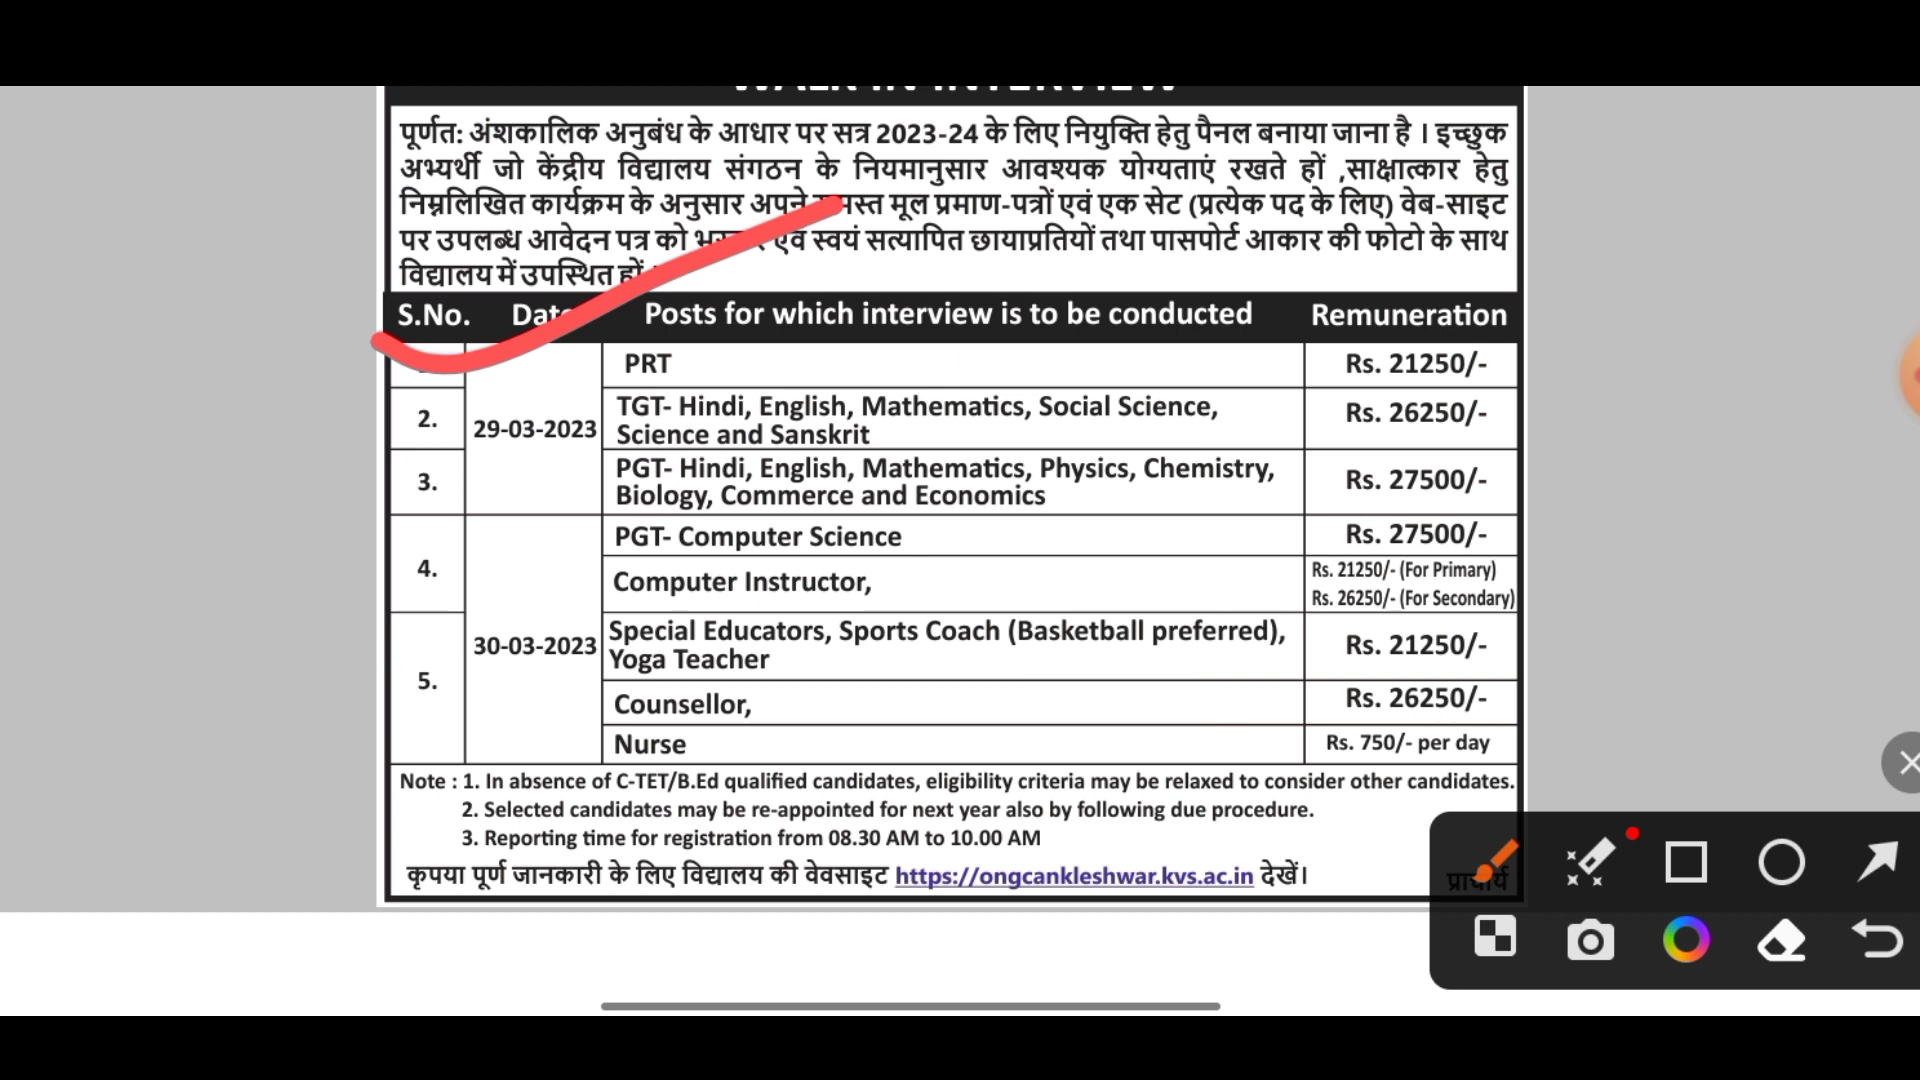 WALK IN INTERVIEW
पूर्णत: अंशकालिक अनुबंध के आधार पर सत्र 2023-24 के लिए नियुक्ति हेतु पैनल बनाया जाना है । इच्छुक
अभ्यर्थी जो केंद्रीय विद्यालय संगठन के नियमानुसार आवश्यक योग्यताएं रखते हों ,साक्षात्कार हेतु
निम्नलिखित कार्यक्रम के अनुसार अपने मूल प्रमाण-पत्रों एवं एक सेट (प्रत्येक पद के लिए) वेब-साइट
पर उपलब्ध आवेदन पत्र को एवं स्वयं सत्यापित छायाप्रतियों तथा पासपोर्ट आकार की फोटो के साथ
विद्यालय में उपस्थित हों
S.No. Date Posts for which interview is to be conducted Remuneration
PRT Rs. 21250/-
2. 29-03-2023 TGT- Hindi, English, Mathematics, Social Science, Rs. 26250/-
Science and Sanskrit
3. PGT- Hindi, English, Mathematics, Physics, Chemistry, Rs. 27500/-
Biology, Commerce and Economics
4. PGT- Computer Science Rs. 27500/-
Computer Instructor, Rs. 21250/- (For Primary)
Rs. 26250/- (For Secondary)
5. 30-03-2023 Special Educators, Sports Coach (Basketball preferred), Rs. 21250/-
Yoga Teacher
Counsellor, Rs. 26250/-
Nurse Rs. 750/- per day
Note : 1. In absence of C-TET/B.Ed qualified candidates, eligibility criteria may be relaxed to consider other candidates.
2. Selected candidates may be re-appointed for next year also by following due procedure.
3. Reporting time for registration from 08.30 AM to 10.00 AM
कृपया पूर्ण जानकारी के लिए विद्यालय की वेवसाइट https://ongcankleshwar.kvs.ac.in देखें।
प्राचार्य